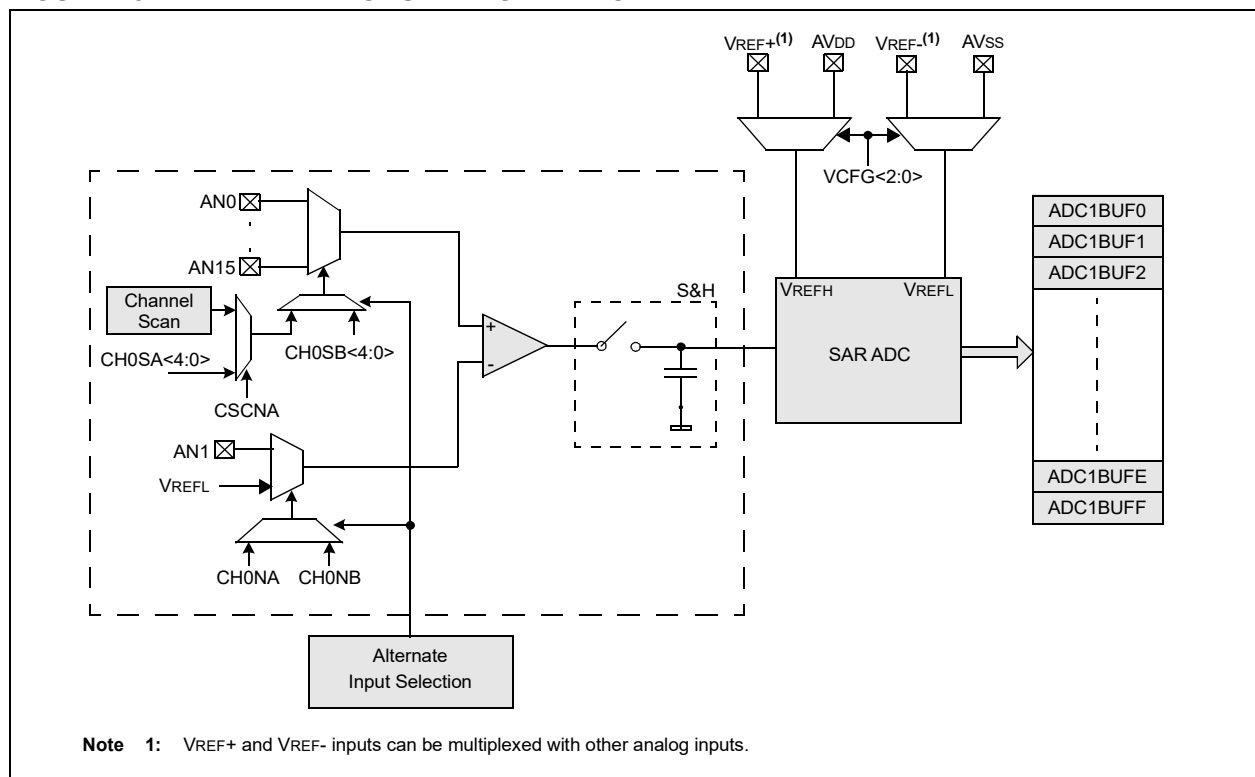 VREF+(1) AVDD VREF-(1) AVSS
VCFG<2:0>
AN0
AN15
Channel
Scan
CH0SA<4:0>
CH0SB<4:0>
CSCNA
AN1
VREFL
CH0NA CH0NB
+
-
S&H
VREFH VREFL
SAR ADC
ADC1BUF0
ADC1BUF1
ADC1BUF2
ADC1BUFE
ADC1BUFF
Alternate
Input Selection
Note 1: VREF+ and VREF- inputs can be multiplexed with other analog inputs.